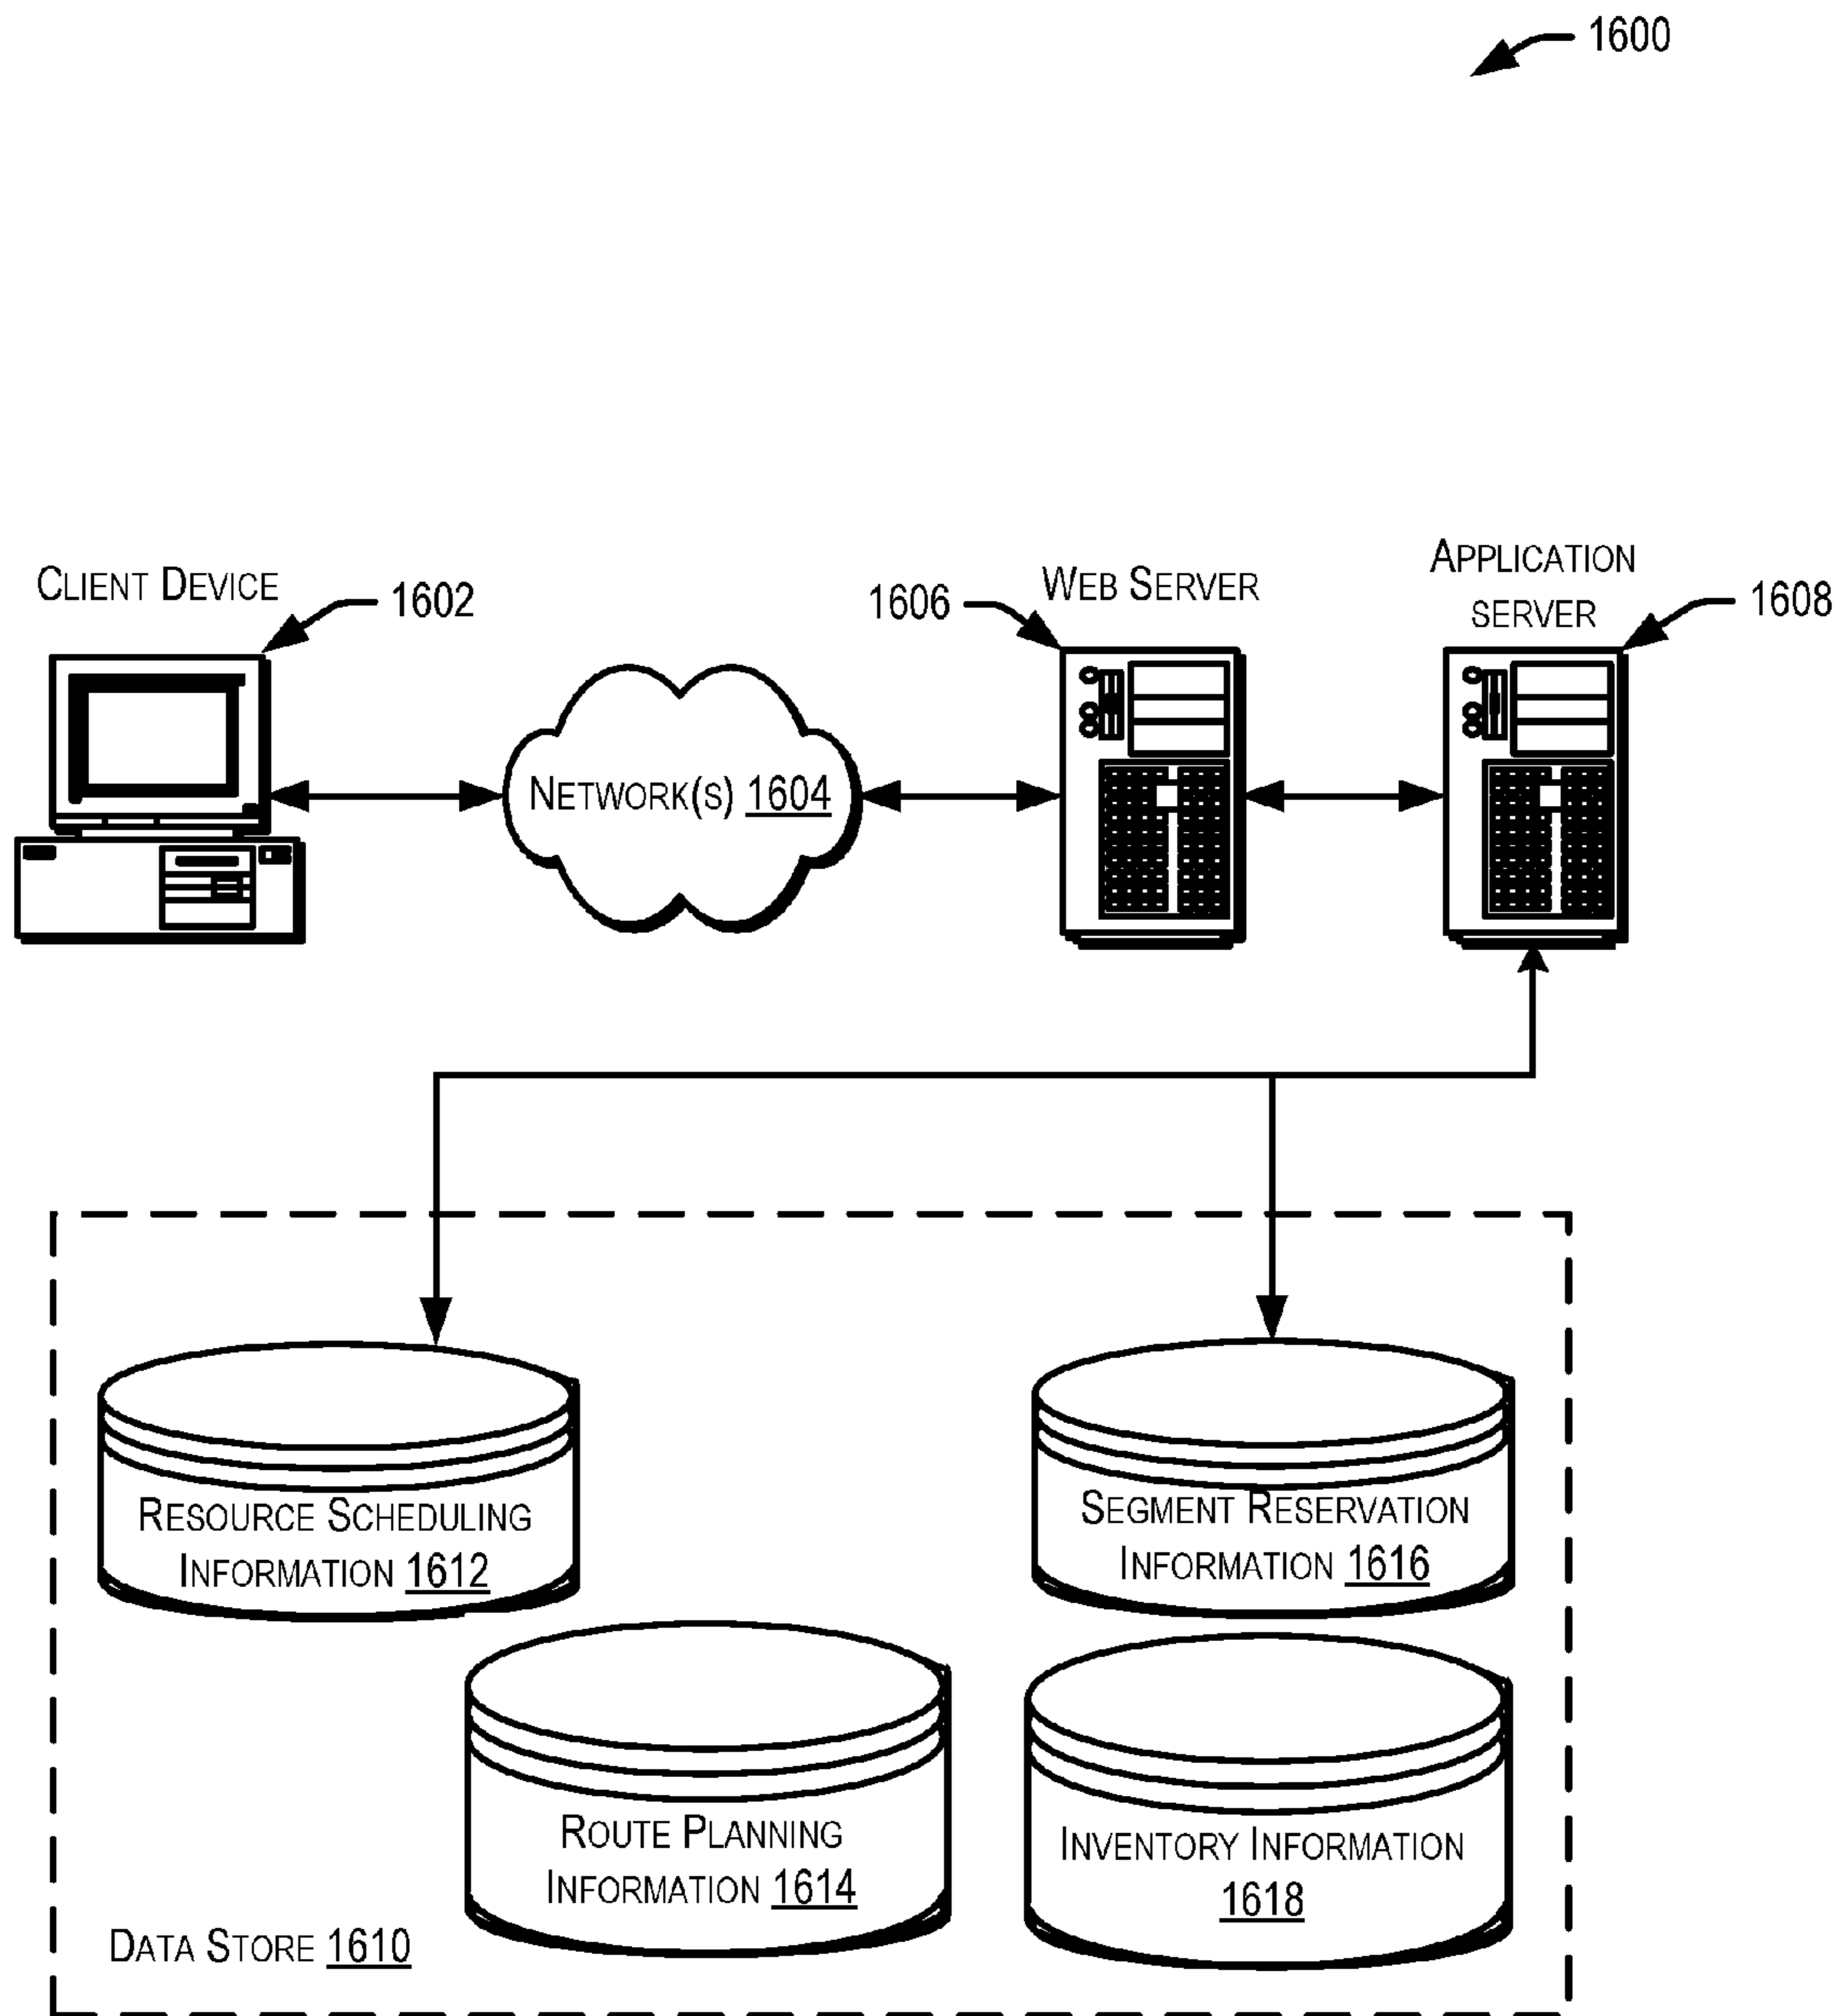 1600
CLIENT DEVICE
1602
1606
WEB SERVER
APPLICATION
SERVER
1608
NETWORK(S) 1604
RESOURCE SCHEDULING
INFORMATION 1612
SEGMENT RESERVATION
INFORMATION 1616
ROUTE PLANNING
INFORMATION 1614
INVENTORY INFORMATION
1618
DATA STORE 1610